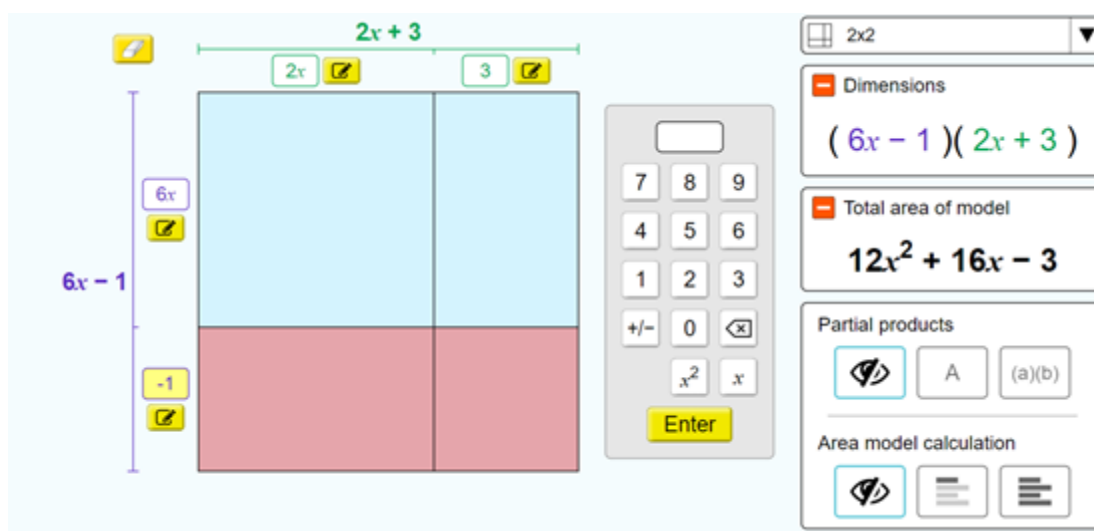 2x + 3
2x 3
6x
6x − 1
-1
7 8 9
4 5 6
1 2 3
+/− 0
x² x
Enter
2x2
Dimensions
( 6x − 1 )( 2x + 3 )
Total area of model
12x² + 16x − 3
Partial products
A (a)(b)
Area model calculation